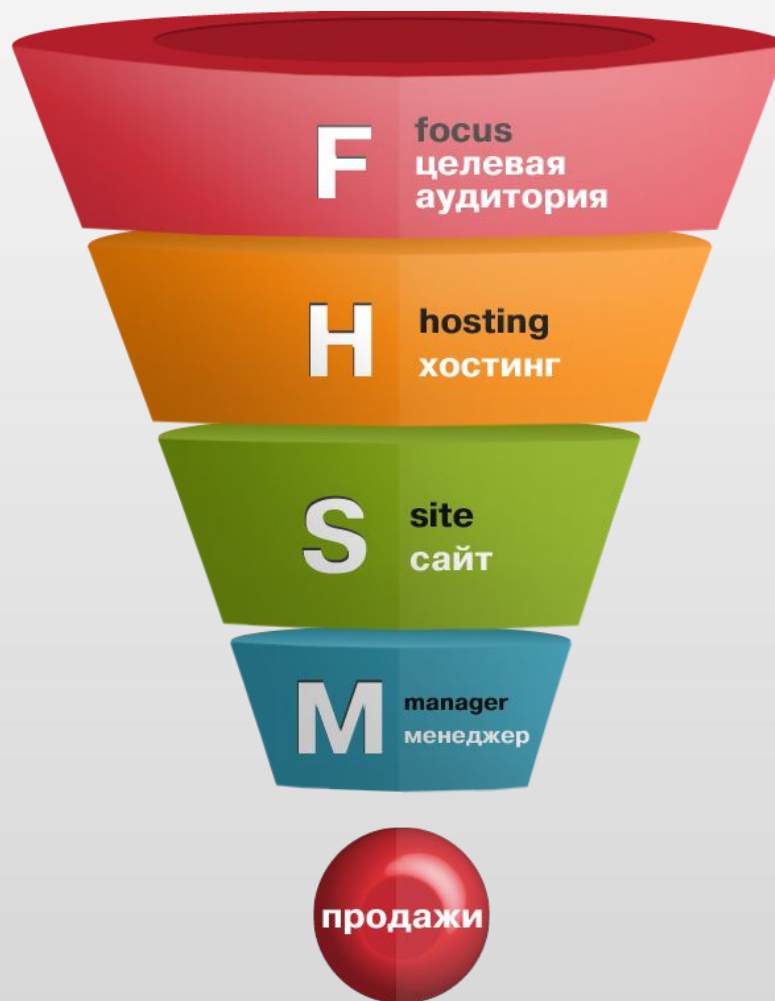 F
focus
целевая
аудитория
H
hosting
хостинг
S
site
сайт
M
manager
менеджер
продажи